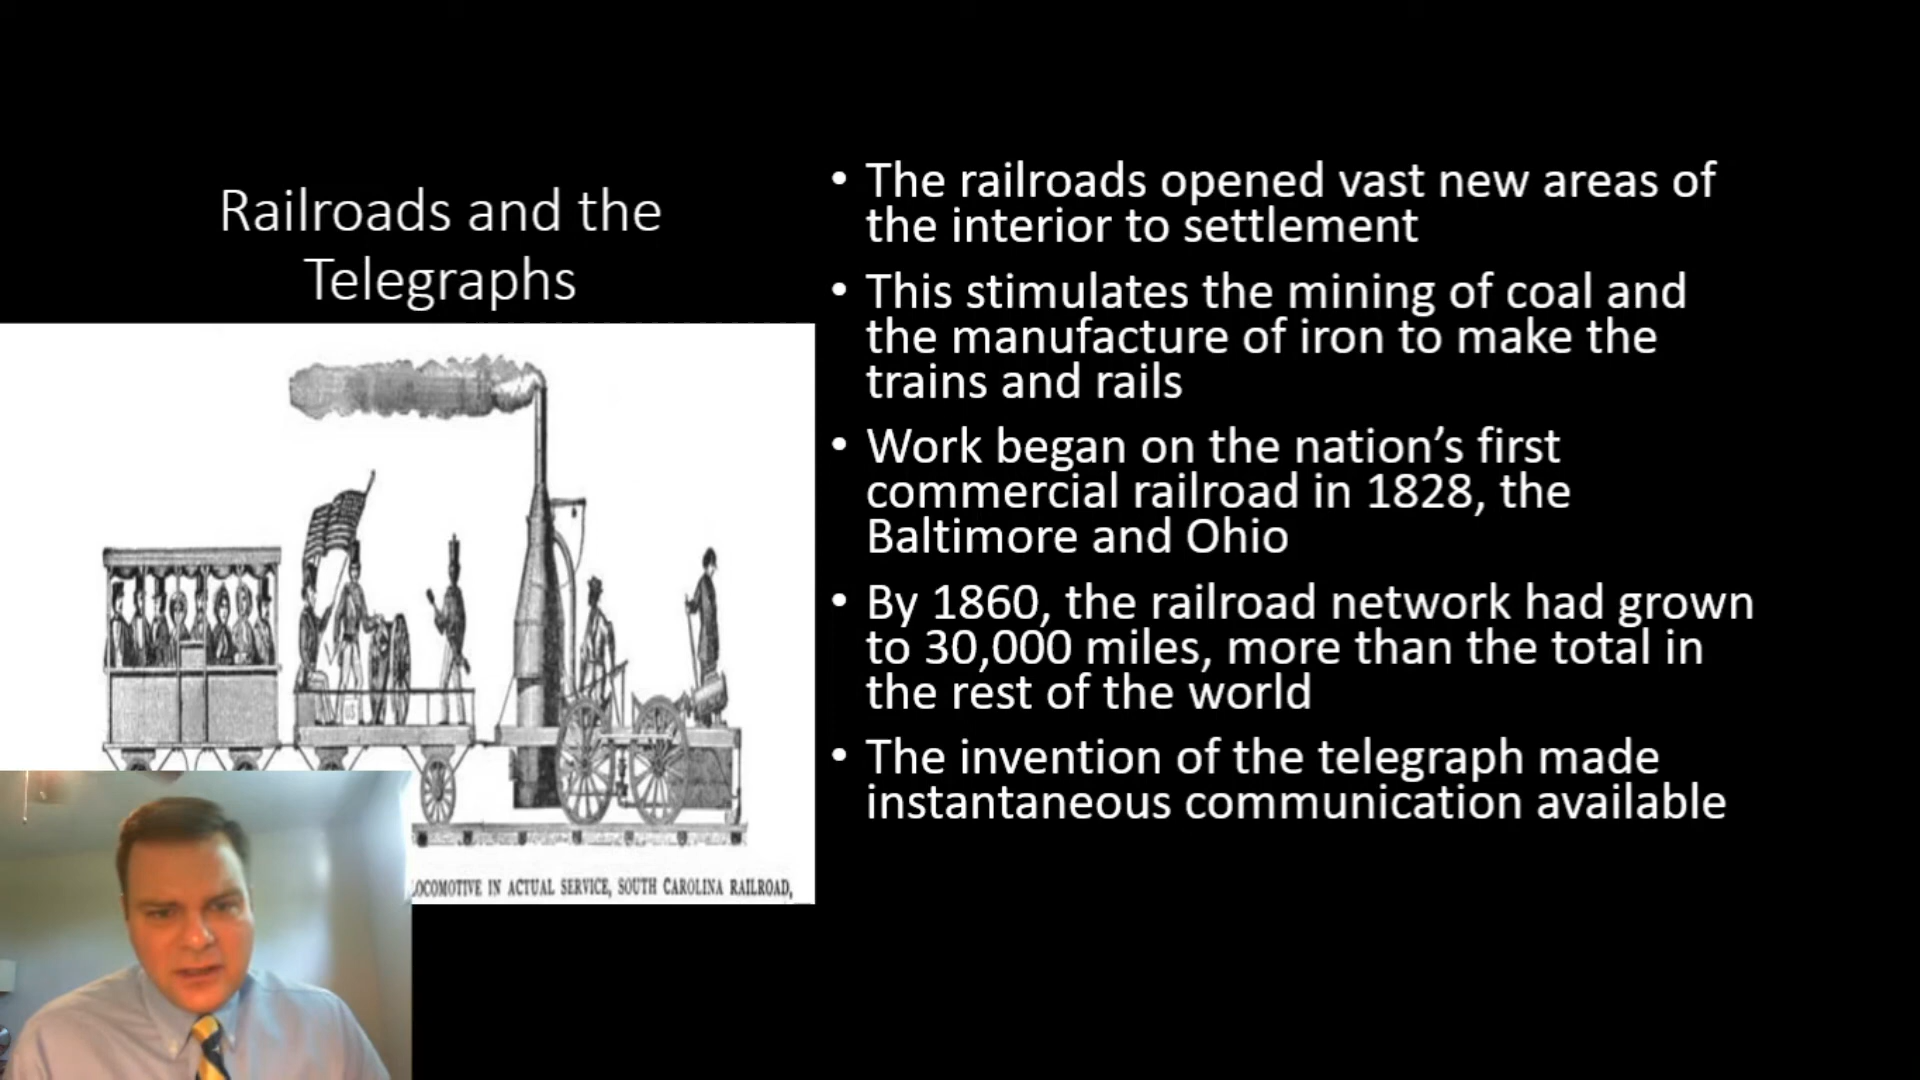 Railroads and the
Telegraphs
• The railroads opened vast new areas of
the interior to settlement
• This stimulates the mining of coal and
the manufacture of iron to make the
trains and rails
• Work began on the nation’s first
commercial railroad in 1828, the
Baltimore and Ohio
• By 1860, the railroad network had grown
to 30,000 miles, more than the total in
the rest of the world
• The invention of the telegraph made
instantaneous communication available
LOCOMOTIVE IN ACTUAL SERVICE, SOUTH CAROLINA RAILROAD,